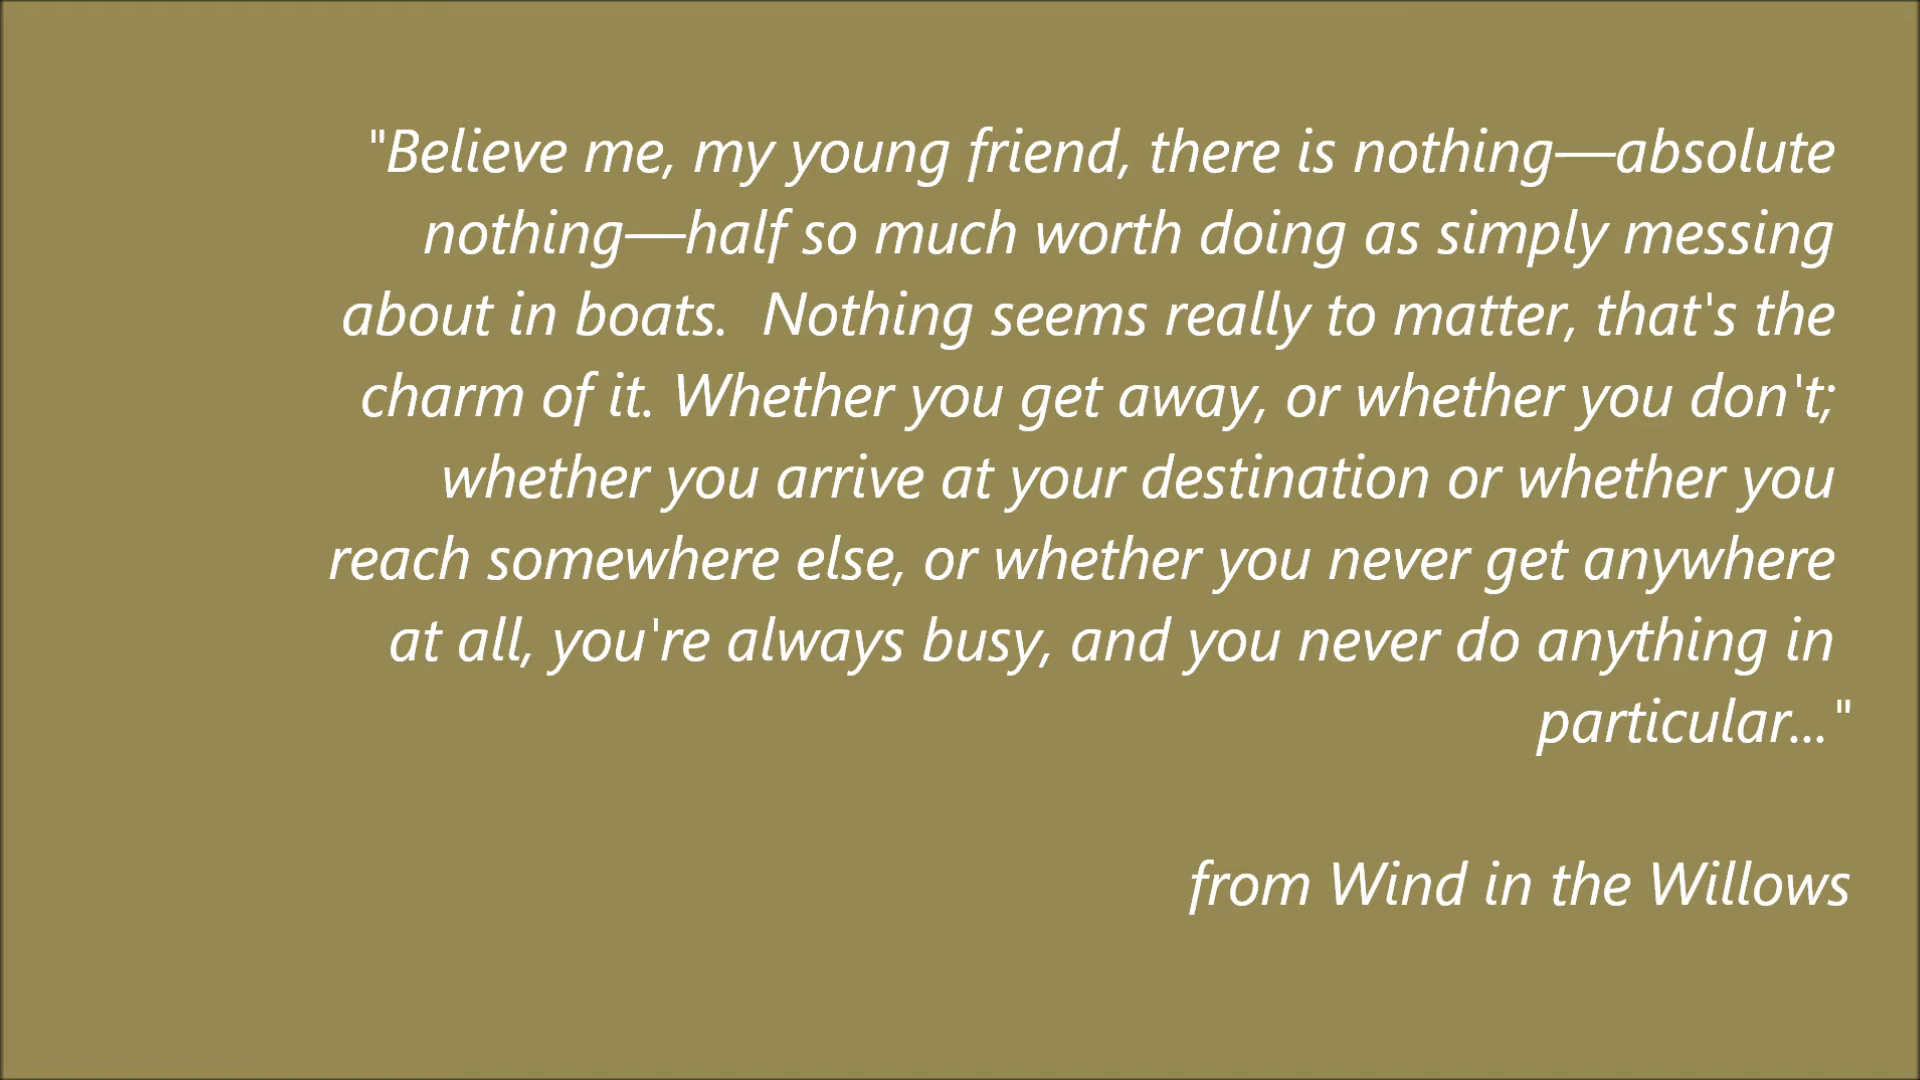 "Believe me, my young friend, there is nothing—absolute
nothing—half so much worth doing as simply messing
about in boats.  Nothing seems really to matter, that's the
charm of it. Whether you get away, or whether you don't;
whether you arrive at your destination or whether you
reach somewhere else, or whether you never get anywhere
at all, you're always busy, and you never do anything in
particular..."
from Wind in the Willows